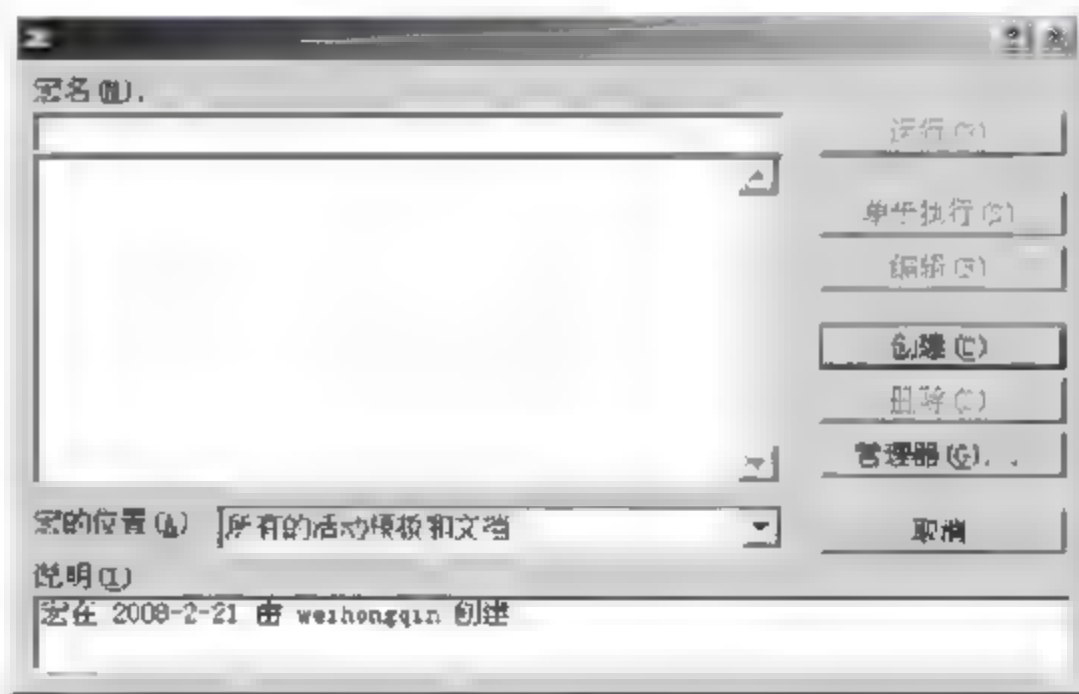 宏
宏名(M):
运行(R)
单步执行(S)
编辑(E)
创建(C)
删除(D)
管理器(G)...
宏的位置(A)
所有的活动模板和文档
取消
说明(I)
宏在 2008-2-21 由 weihongqin 创建